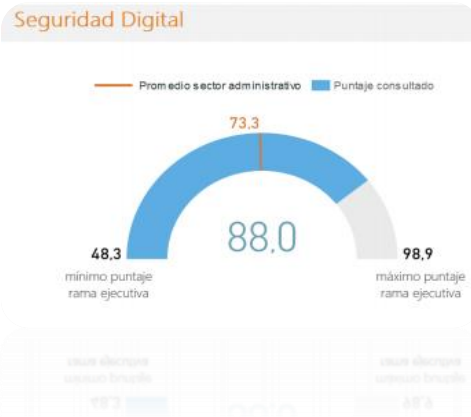 Seguridad Digital
Promedio sector administrativo Puntaje consultado
73,3
88,0
48,3 98,9
mínimo puntaje máximo puntaje
rama ejecutiva rama ejecutiva